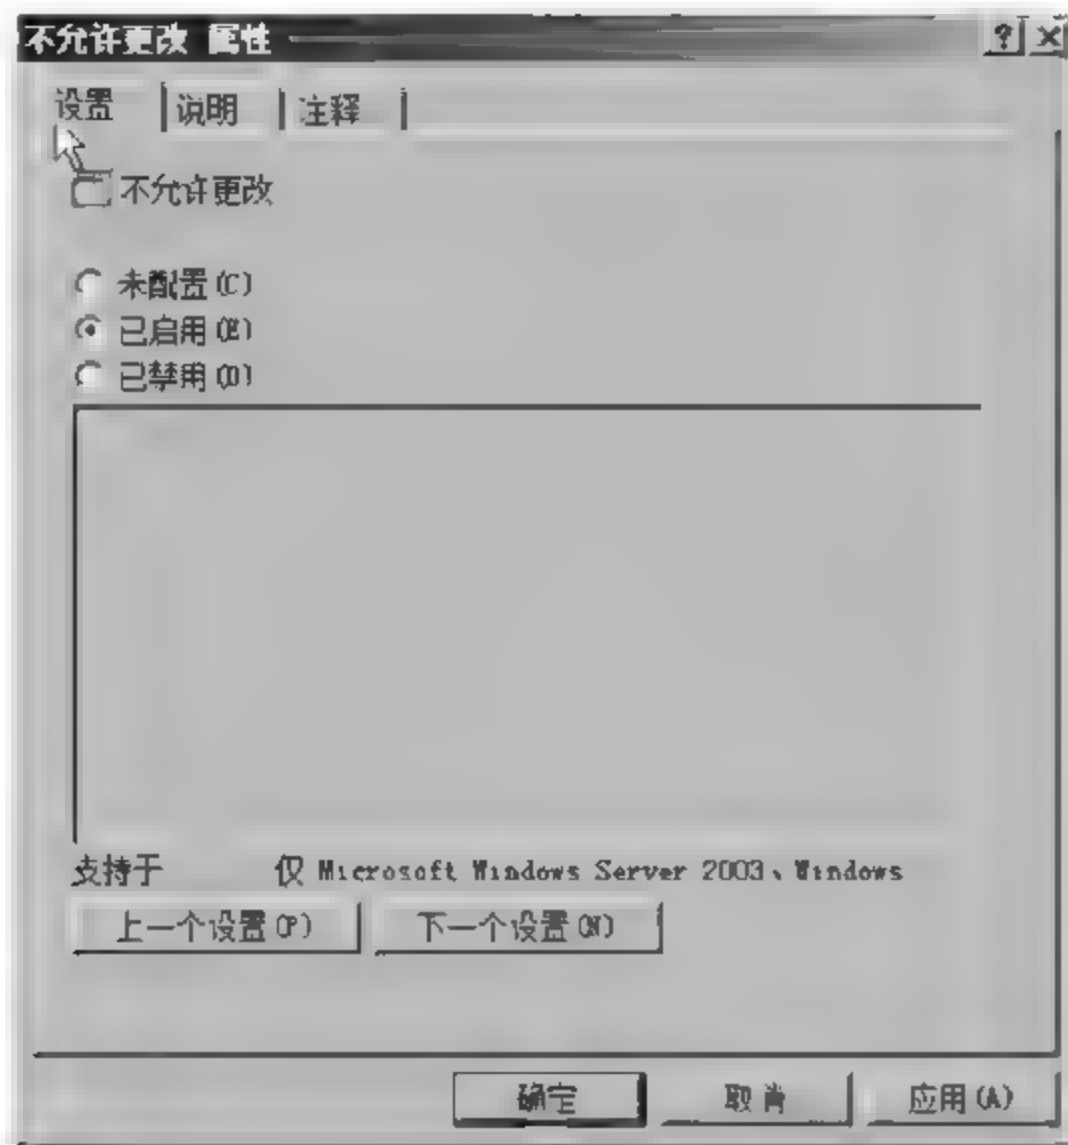 不允许更改 属性
设置 说明 注释
不允许更改
未配置(C)
已启用(E)
已禁用(D)
支持于 仅 Microsoft Windows Server 2003、Windows
上一个设置(P) 下一个设置(N)
确定 取消 应用(A)